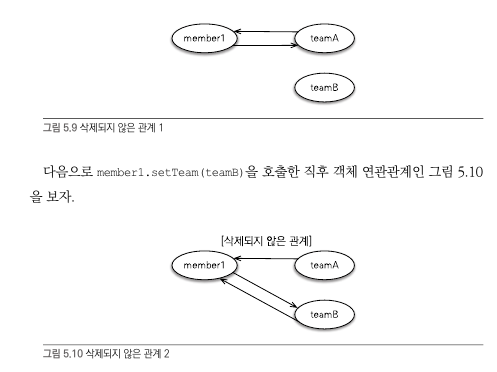 member1
teamA
teamB
그림 5.9 삭제되지 않은 관계 1
다음으로 member1.setTeam(teamB)을 호출한 직후 객체 연관관계인 그림 5.10
을 보자.
[삭제되지 않은 관계]
member1
teamA
teamB
그림 5.10 삭제되지 않은 관계 2